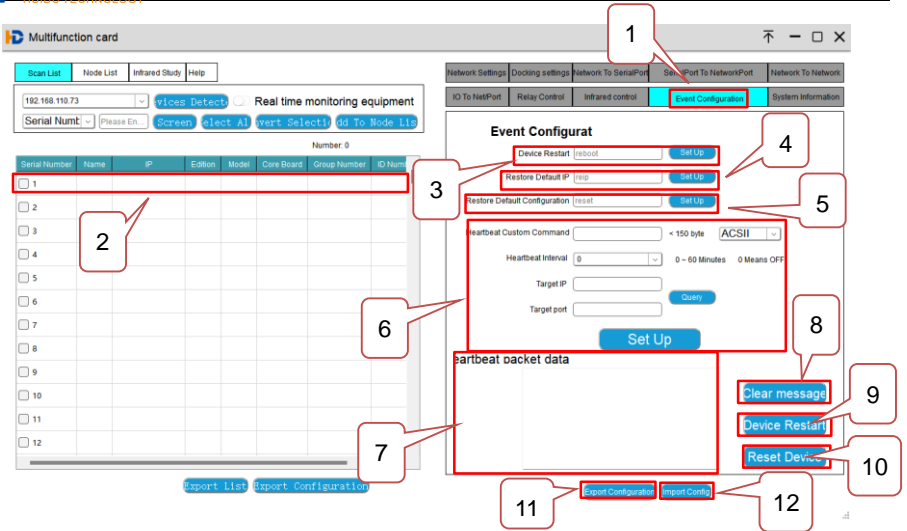 Multifunction card
1
Scan List Node List Infrared Study Help
Network Settings Docking settings Network To SerialPort SerialPort To NetworkPort Network To Network
192.168.110.73 evices Detect Real time monitoring equipment
IO To Net/Port Relay Control Infrared control Event Configuration System Information
Serial Numb Please En... Screen elect Al vert Selecti dd To Node Lis
Number: 0
Event Configurat
Serial Number Name IP Edition Model Core Board Group Number ID Num
Device Restart reboot Set Up
4
1
Restore Default IP reip Set Up
3
2
Restore Default Configuration reset Set Up
5
3
Heartbeat Custom Command < 150 byte ACSII
2
4
Heartbeat Interval 0 0 ~ 60 Minutes 0 Means OFF
5
Target IP
6
Query
Target port
7
6
8
8
Set Up
9
eartbeat packet data
10
Clear message
9
11
Device Restart
12
7
Reset Device
10
Export List Export Configuration
11
Export Configuration Import Config
12